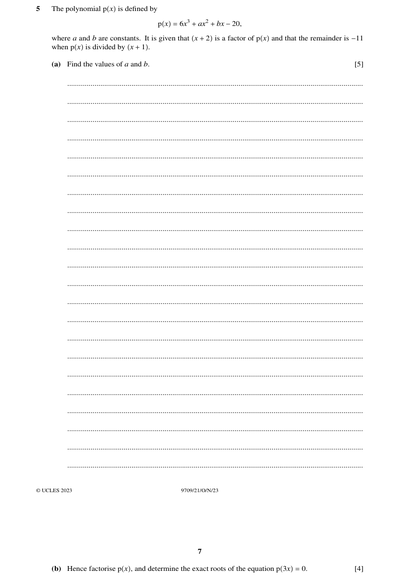 5 The polynomial p(x) is defined by
p(x) = 6x³ + ax² + bx − 20,
where a and b are constants. It is given that (x + 2) is a factor of p(x) and that the remainder is −11
when p(x) is divided by (x + 1).
(a) Find the values of a and b. [5]
© UCLES 2023 9709/21/O/N/23
7
(b) Hence factorise p(x), and determine the exact roots of the equation p(3x) = 0. [4]